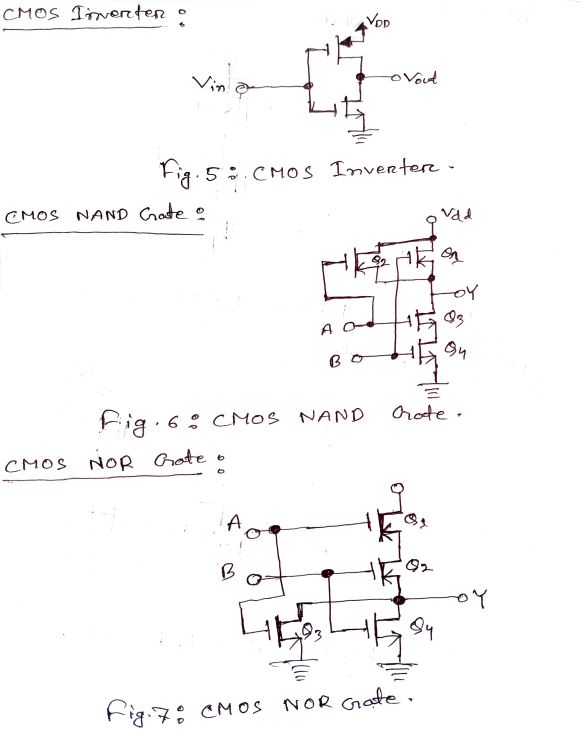 CMOS Inverter :
VDD
Vin
Vout
Fig. 5 : CMOS Inverter .
CMOS NAND Gate :
Vdd
Q2
Q1
Y
A
Q3
B
Q4
Fig. 6 : CMOS NAND Gate .
CMOS NOR Gate :
A
Q1
B
Q2
Y
Q3
Q4
Fig. 7 : CMOS NOR Gate .